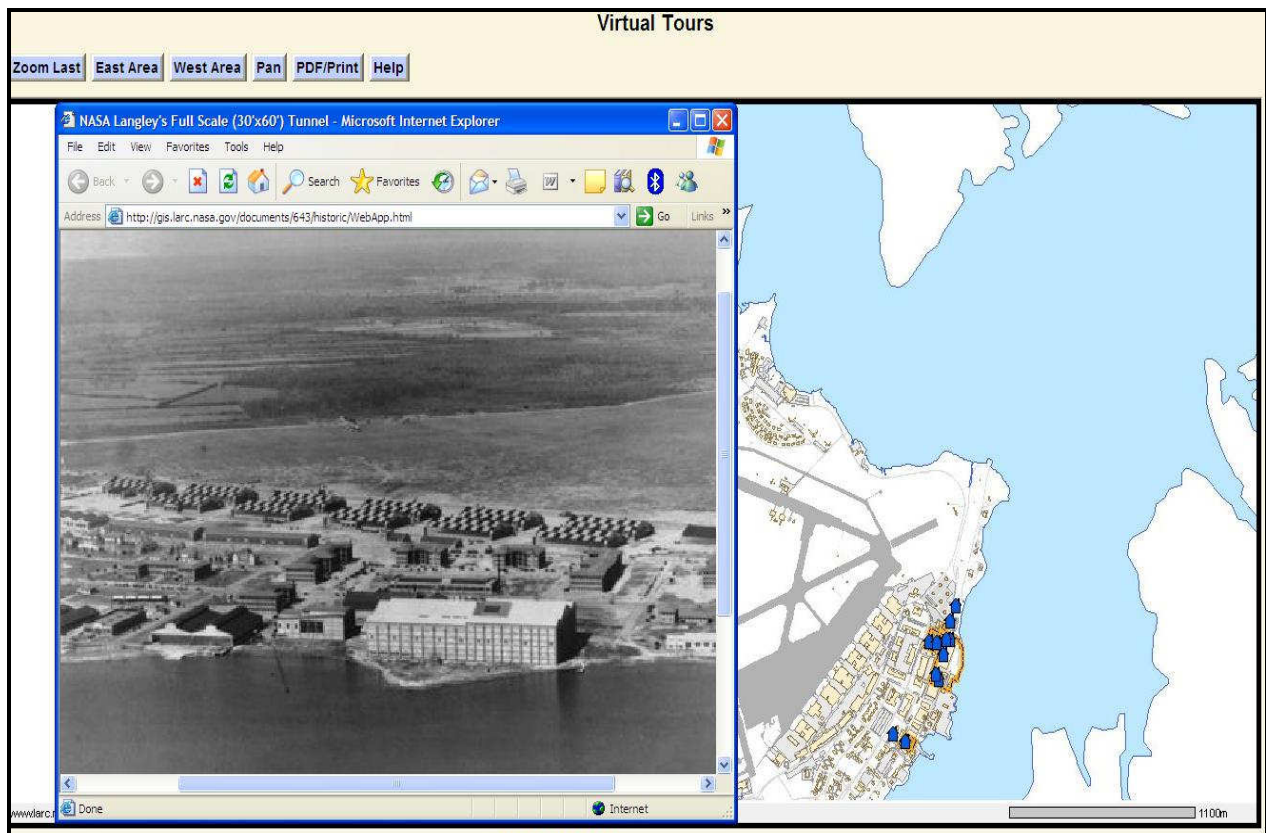 Virtual Tours
Zoom Last East Area West Area Pan PDF/Print Help
NASA Langley's Full Scale (30'x60') Tunnel - Microsoft Internet Explorer
File Edit View Favorites Tools Help
Back Search Favorites
Address http://gis.larc.nasa.gov/documents/643/historic/WebApp.html Go Links »
Done Internet
1100m